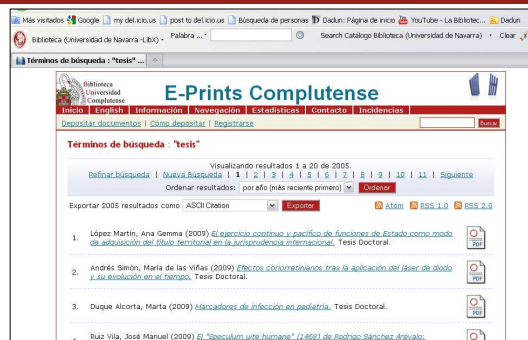 Más visitados Google my del.icio.us post to del.icio.us Búsqueda de personas Dadun: Página de inicio YouTube - La Bibliotec... Dadun
Biblioteca (Universidad de Navarra -LibX) - Palabra ... Search Catálogo Biblioteca (Universidad de Navarra) Clear
Términos de búsqueda : "tesis" ...
Biblioteca
Universidad
Complutense
E-Prints Complutense
Inicio | English | Información | Navegación | Estadísticas | Contacto | Incidencias |
Depositar documentos | Cómo depositar | Registrarse
Buscar
Términos de búsqueda : "tesis"
Visualizando resultados 1 a 20 de 2005.
Refinar búsqueda | Nueva Búsqueda | 1 | 2 | 3 | 4 | 5 | 6 | 7 | 8 | 9 | 10 | 11 | Siguiente
Ordenar resultados: por año (más reciente primero) Ordenar
Exportar 2005 resultados como ASCII Citation Exportar Atom RSS 1.0 RSS 2.0
1. López Martín, Ana Gemma (2009) El ejercicio continuo y pacífico de funciones de Estado como modo
de adquisición del título territorial en la jurisprudencia internacional. Tesis Doctoral.
PDF
2. Andrés Simón, María de las Viñas (2009) Efectos coriorretinianos tras la aplicación del láser de diodo
y su evolución en el tiempo. Tesis Doctoral.
PDF
3. Duque Alcorta, Marta (2009) Marcadores de infección en pediatría. Tesis Doctoral.
PDF
Ruiz Vila, José Manuel (2009) El "Speculum uite humane" (1468) de Rodrigo Sánchez Arévalo: